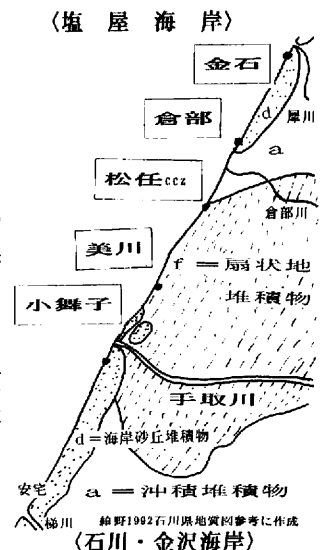 〈塩屋海岸〉
金石
d
犀川
倉部
a
松任ccz
倉部川
美川
f = 扇状地
堆積物
小舞子
手取川
d = 海岸砂丘堆積物
安宅
a = 沖積堆積物
梯川
絈野1992石川県地質図参考に作成
〈石川・金沢海岸〉